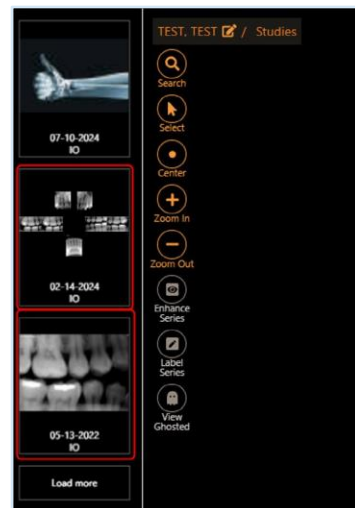 07-10-2024
IO
02-14-2024
IO
05-13-2022
IO
Load more
TEST, TEST / Studies
Search
Select
Center
Zoom In
Zoom Out
Enhance
Series
Label
Series
View
Ghosted